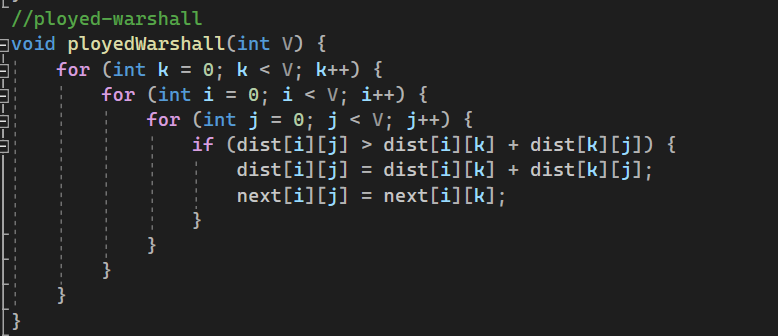 //ployed-warshall
void ployedWarshall(int V) {
    for (int k = 0; k < V; k++) {
        for (int i = 0; i < V; i++) {
            for (int j = 0; j < V; j++) {
                if (dist[i][j] > dist[i][k] + dist[k][j]) {
                    dist[i][j] = dist[i][k] + dist[k][j];
                    next[i][j] = next[i][k];
                }
            }
        }
    }
}